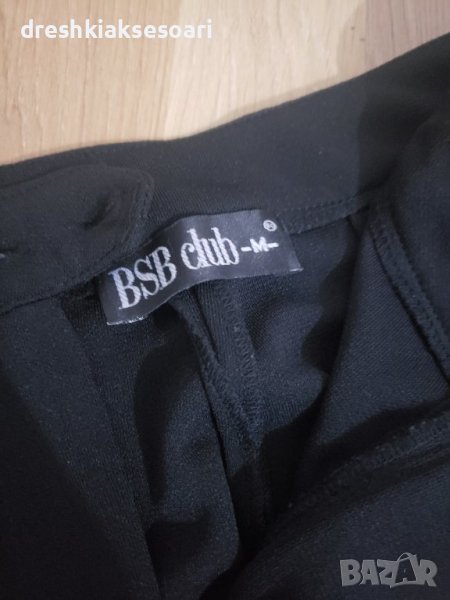 dreshkiaksesoari
BSB club -M- ®
BAZAR